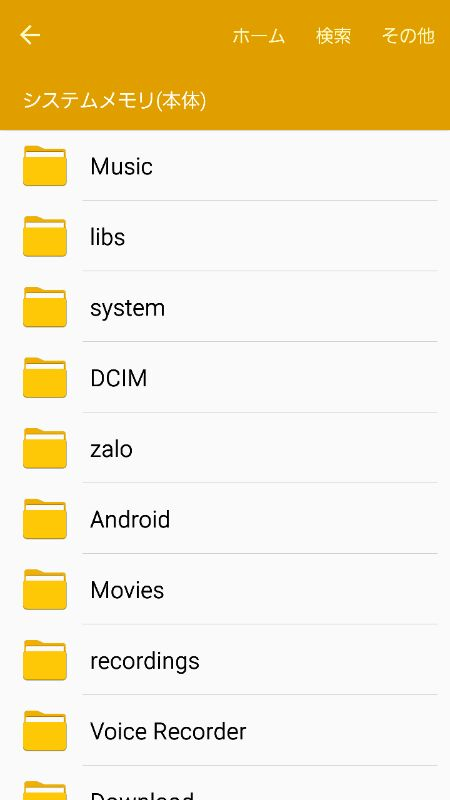 ホーム 検索 その他
システムメモリ(本体)
Music
libs
system
DCIM
zalo
Android
Movies
recordings
Voice Recorder
Download